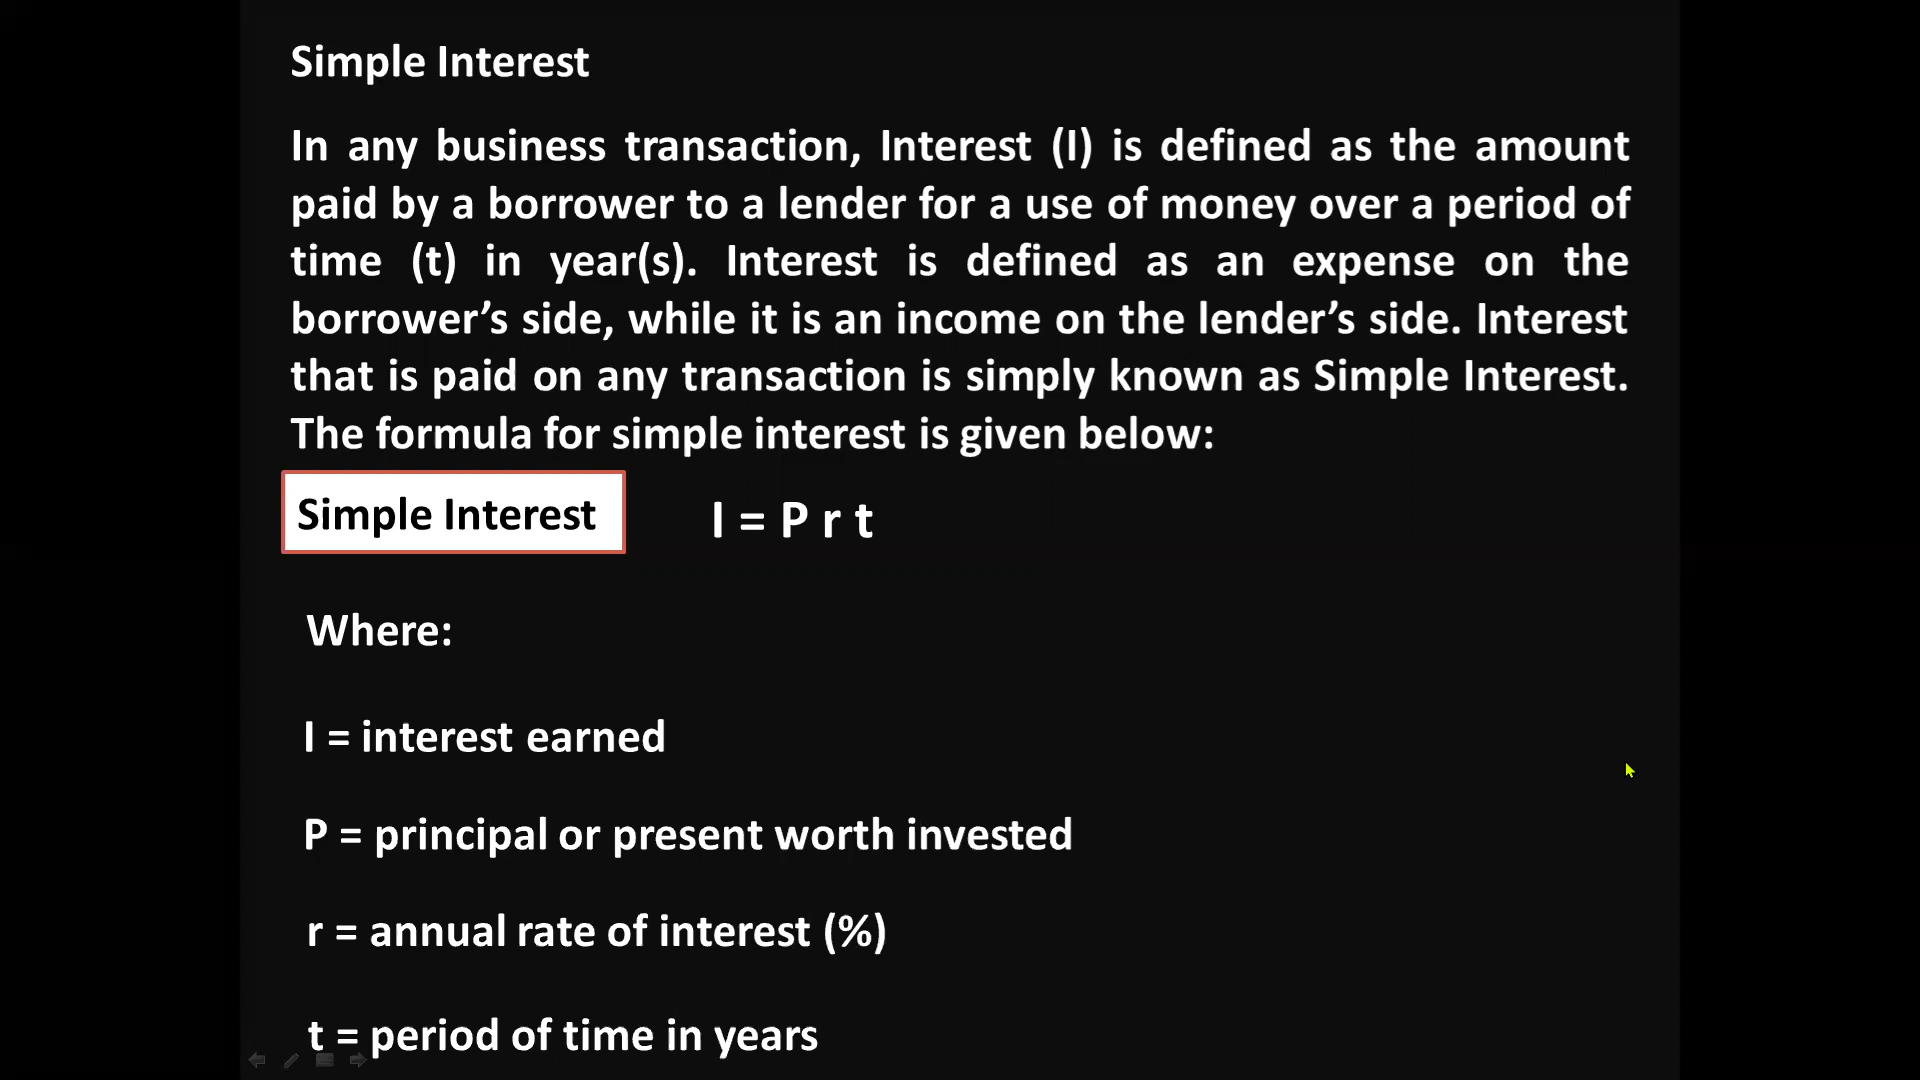 Simple Interest
In any business transaction, Interest (I) is defined as the amount
paid by a borrower to a lender for a use of money over a period of
time (t) in year(s). Interest is defined as an expense on the
borrower’s side, while it is an income on the lender’s side. Interest
that is paid on any transaction is simply known as Simple Interest.
The formula for simple interest is given below:
Simple Interest I = P r t
Where:
I = interest earned
P = principal or present worth invested
r = annual rate of interest (%)
t = period of time in years